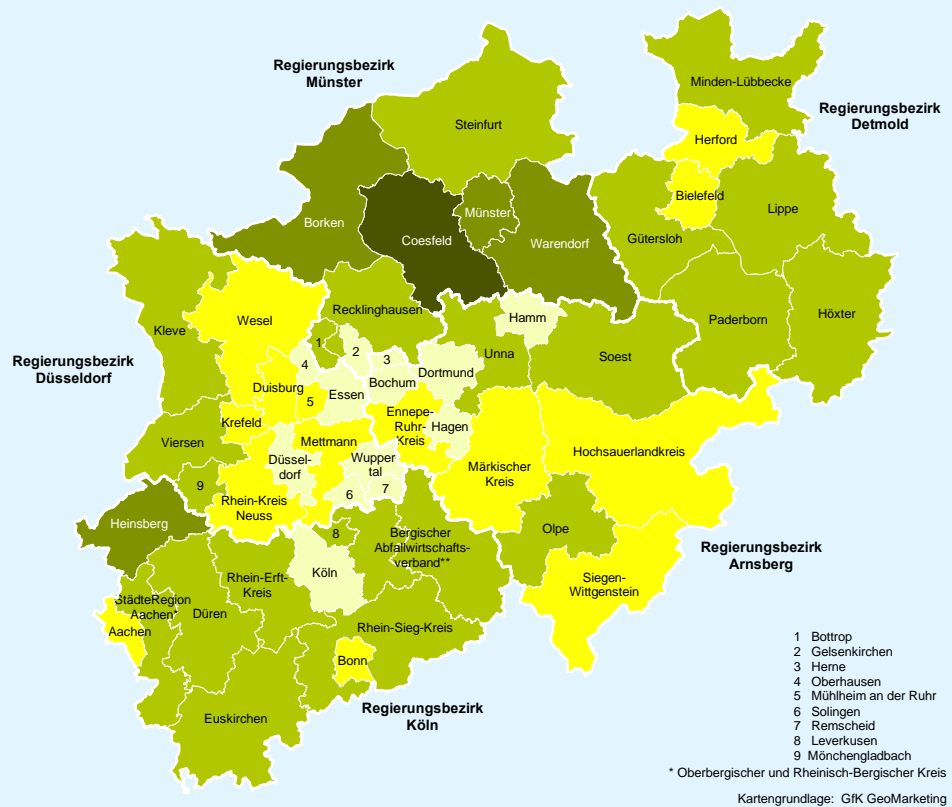 Regierungsbezirk
Münster
Minden-Lübbecke
Regierungsbezirk
Detmold
Steinfurt
Herford
Bielefeld
Lippe
Borken
Münster
Coesfeld
Warendorf
Gütersloh
Recklinghausen
Hamm
Paderborn
Höxter
Wesel
Kleve
1
2
3
4
Unna
Soest
Regierungsbezirk
Düsseldorf
Dortmund
Bochum
Duisburg
5
Essen
Ennepe-
Ruhr-
Kreis
Hagen
Krefeld
Viersen
Mettmann
Düssel-
dorf
Wupper
tal
Märkischer
Kreis
Hochsauerlandkreis
9
6
7
Rhein-Kreis
Neuss
Heinsberg
8
Bergischer
Abfallwirtschafts-
verband**
Olpe
Regierungsbezirk
Arnsberg
Köln
Rhein-Erft-
Kreis
Siegen-
Wittgenstein
StädteRegion
Aachen*
Aachen
Düren
Rhein-Sieg-Kreis
Bonn
Euskirchen
Regierungsbezirk
Köln
1 Bottrop
2 Gelsenkirchen
3 Herne
4 Oberhausen
5 Mühlheim an der Ruhr
6 Solingen
7 Remscheid
8 Leverkusen
9 Mönchengladbach
* Oberbergischer und Rheinisch-Bergischer Kreis
Kartengrundlage: GfK GeoMarketing